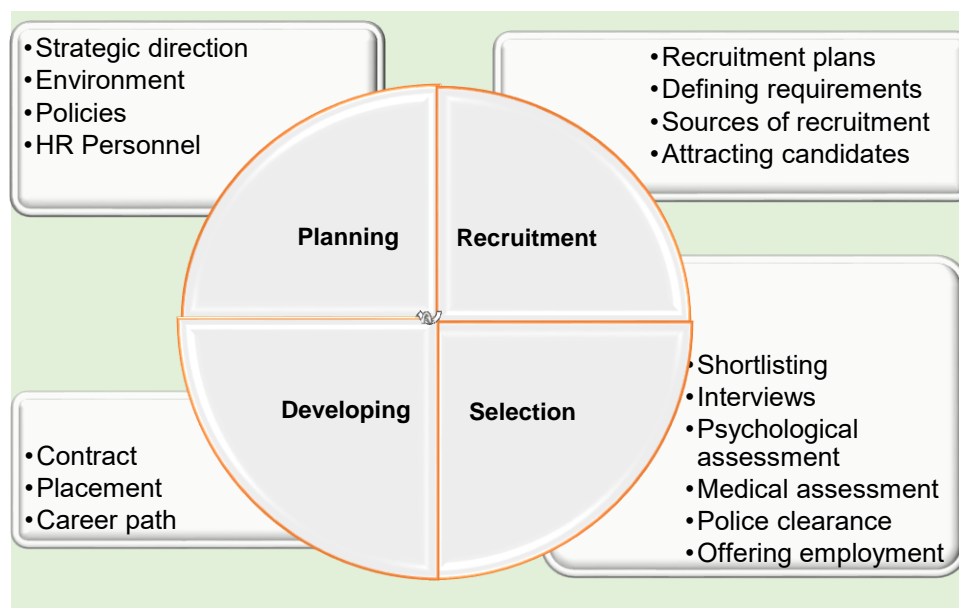 •Strategic direction
•Environment
•Policies
•HR Personnel
•Recruitment plans
•Defining requirements
•Sources of recruitment
•Attracting candidates
Planning
Recruitment
Developing
Selection
•Contract
•Placement
•Career path
•Shortlisting
•Interviews
•Psychological
assessment
•Medical assessment
•Police clearance
•Offering employment